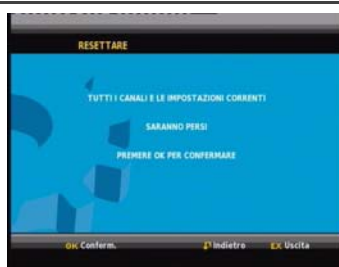 RESETTARE
TUTTI I CANALI E LE IMPOSTAZIONI CORRENTI
SARANNO PERSI
PREMERE OK PER CONFERMARE
OK Conferm. Indietro EX Uscita